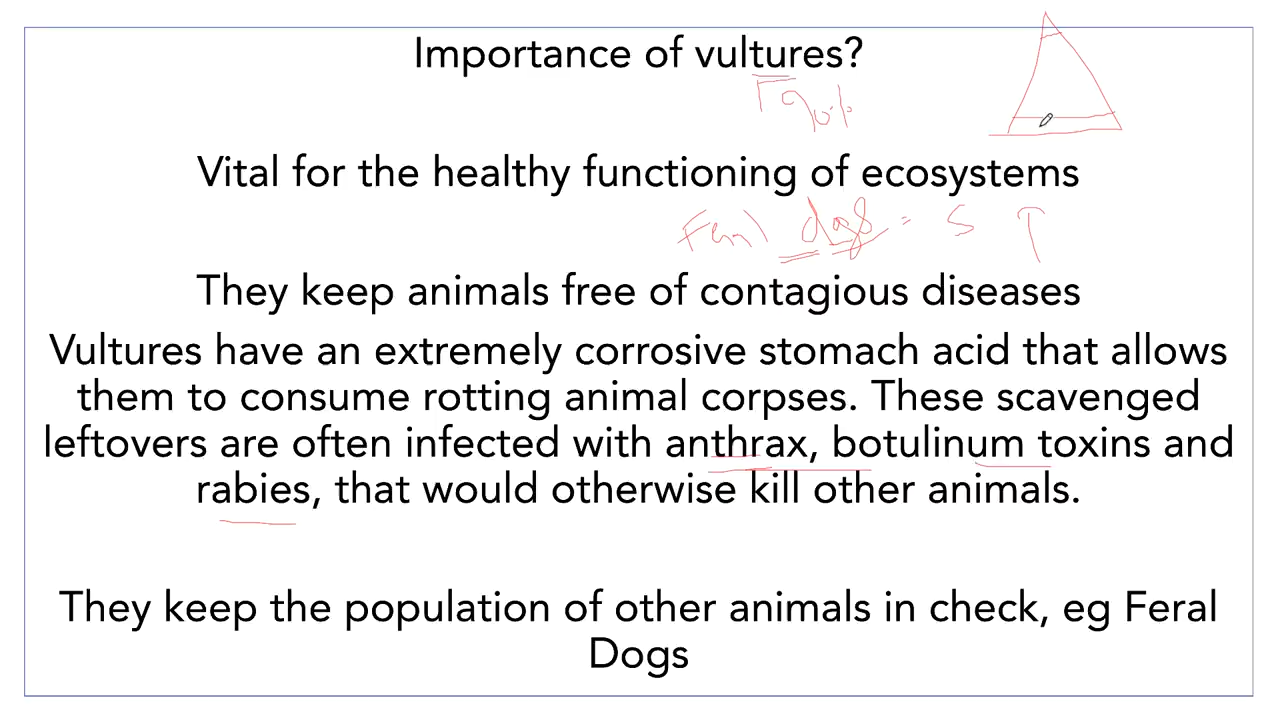 Importance of vultures?
90%
Vital for the healthy functioning of ecosystems
dogs = 5 ↑
They keep animals free of contagious diseases
Vultures have an extremely corrosive stomach acid that allows
them to consume rotting animal corpses. These scavenged
leftovers are often infected with anthrax, botulinum toxins and
rabies, that would otherwise kill other animals.
They keep the population of other animals in check, eg Feral
Dogs